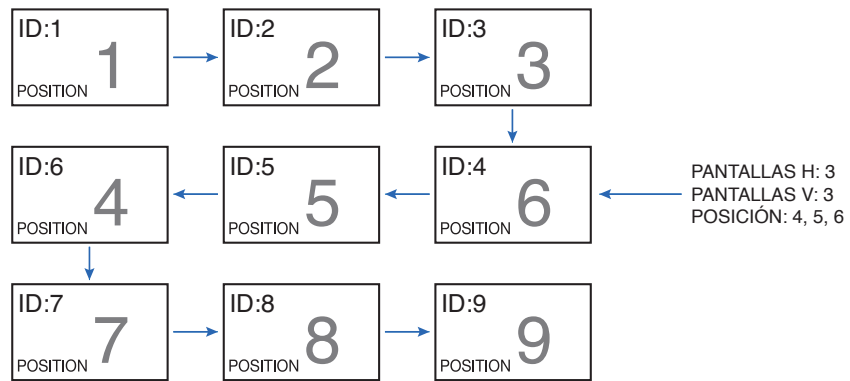 ID:1
POSITION 1
ID:2
POSITION 2
ID:3
POSITION 3
ID:6
POSITION 4
ID:5
POSITION 5
ID:4
POSITION 6
PANTALLAS H: 3
PANTALLAS V: 3
POSICIÓN: 4, 5, 6
ID:7
POSITION 7
ID:8
POSITION 8
ID:9
POSITION 9